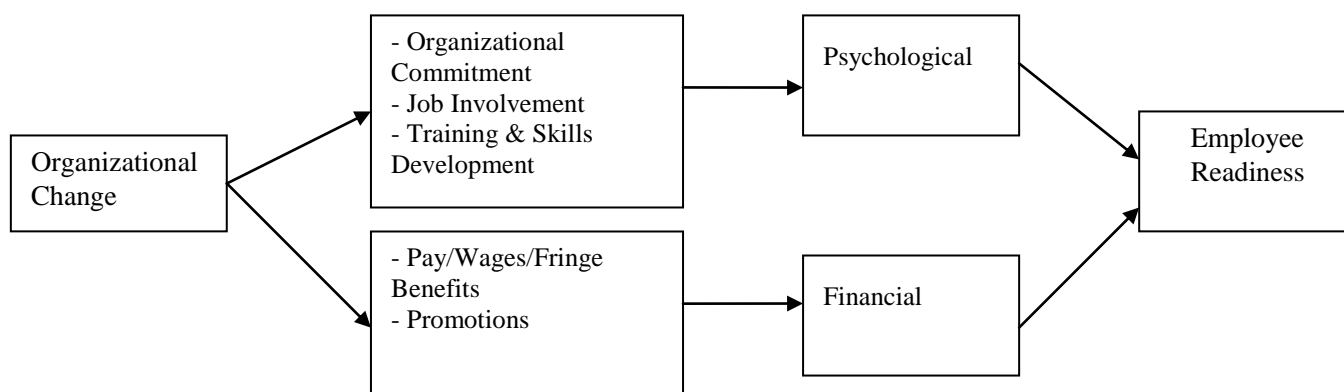 Organizational
Change
- Organizational
Commitment
- Job Involvement
- Training & Skills
Development
- Pay/Wages/Fringe
Benefits
- Promotions
Psychological
Financial
Employee
Readiness